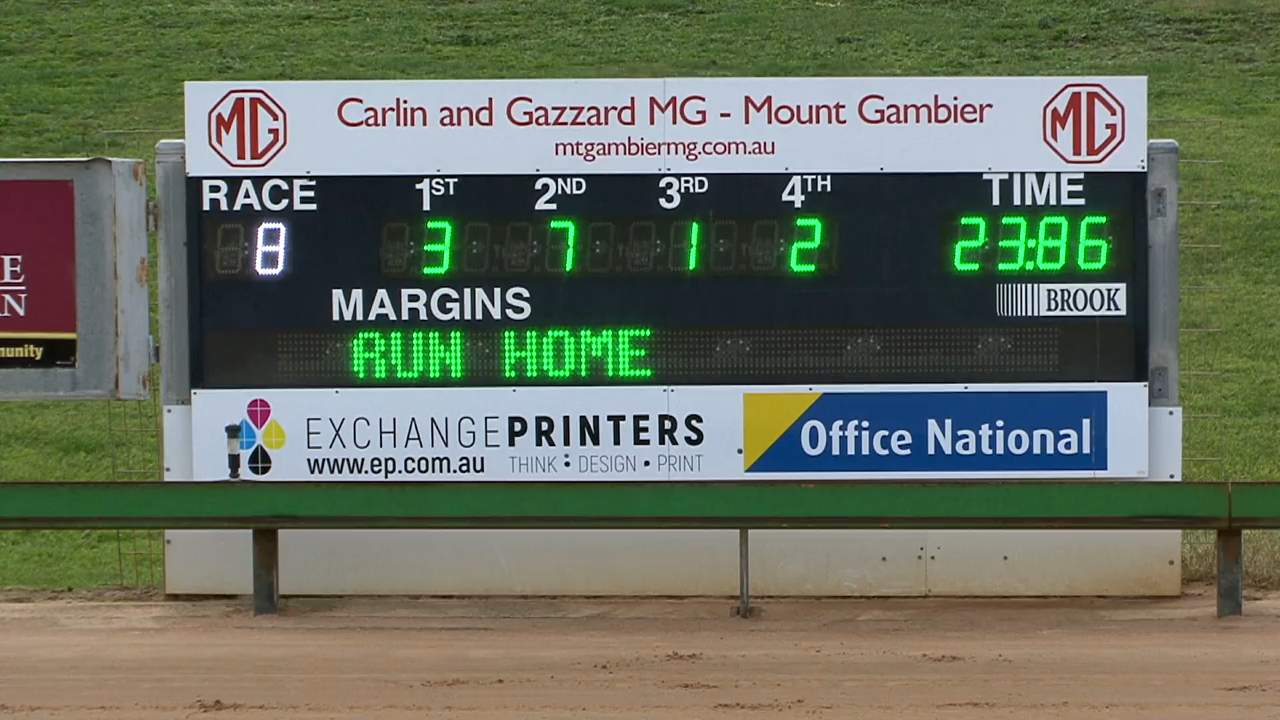 MG Carlin and Gazzard MG - Mount Gambier MG
mtgambiermg.com.au
RACE 1ST 2ND 3RD 4TH TIME
8 3 7 1 2 23:86
MARGINS BROOK
RUN HOME
E
N
munity
EXCHANGEPRINTERS
www.ep.com.au THINK : DESIGN • PRINT
Office National